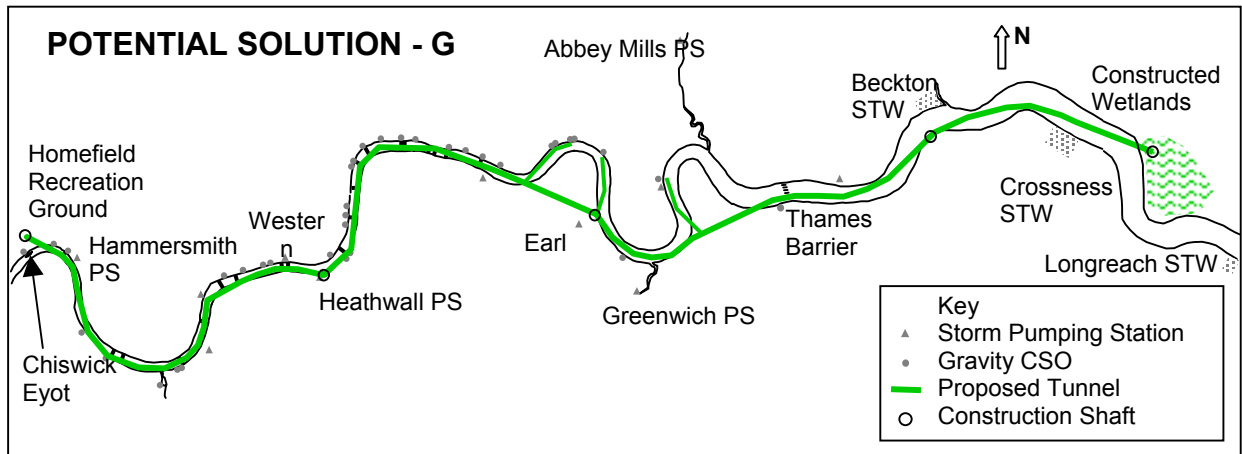 POTENTIAL SOLUTION - G
Abbey Mills PS
N
Beckton
STW
Constructed
Wetlands
Homefield
Recreation
Ground
Hammersmith
PS
Wester
n
Earl
Heathwall PS
Greenwich PS
Thames
Barrier
Crossness
STW
Longreach STW
Chiswick
Eyot
Key
Storm Pumping Station
Gravity CSO
Proposed Tunnel
Construction Shaft